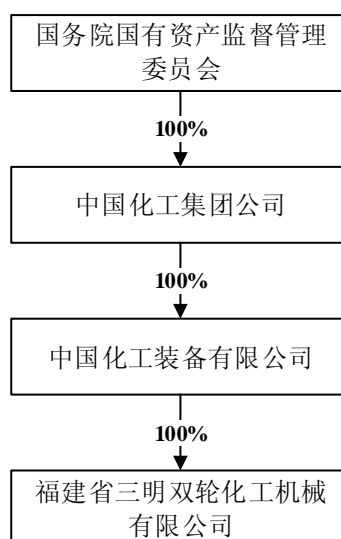 国务院国有资产监督管理
委员会
100%
中国化工集团公司
100%
中国化工装备有限公司
100%
福建省三明双轮化工机械
有限公司